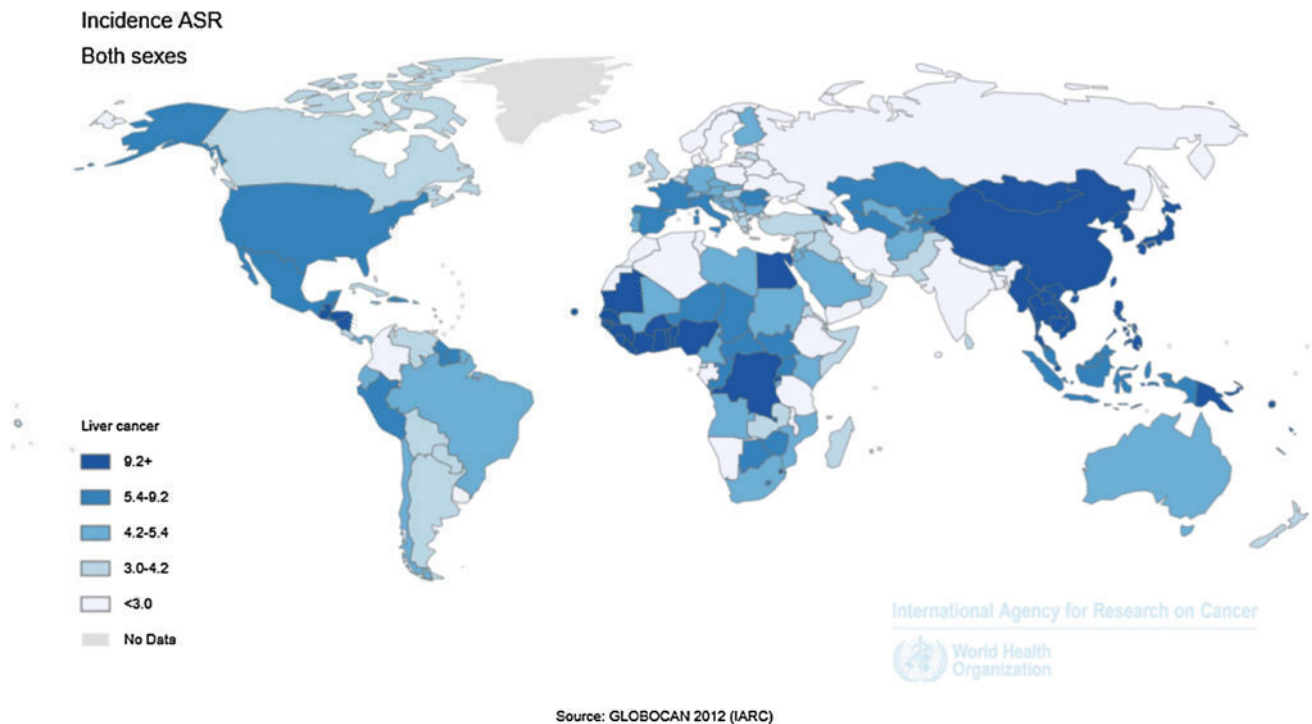 Incidence ASR
Both sexes
Liver cancer
9.2+
5.4-9.2
4.2-5.4
3.0-4.2
<3.0
No Data
International Agency for Research on Cancer
World Health
Organization
Source: GLOBOCAN 2012 (IARC)